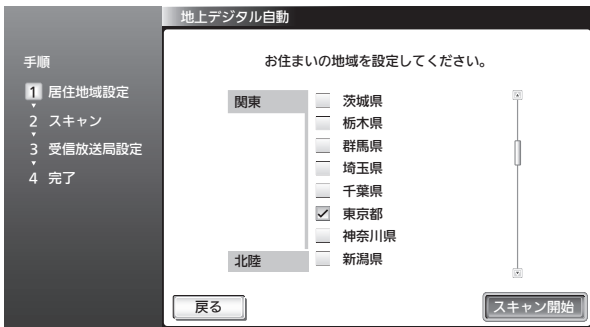 地上デジタル自動
手順
1 居住地域設定
2 スキャン
3 受信放送局設定
4 完了
お住まいの地域を設定してください。
関東
茨城県
栃木県
群馬県
埼玉県
千葉県
東京都
神奈川県
北陸
新潟県
戻る
スキャン開始